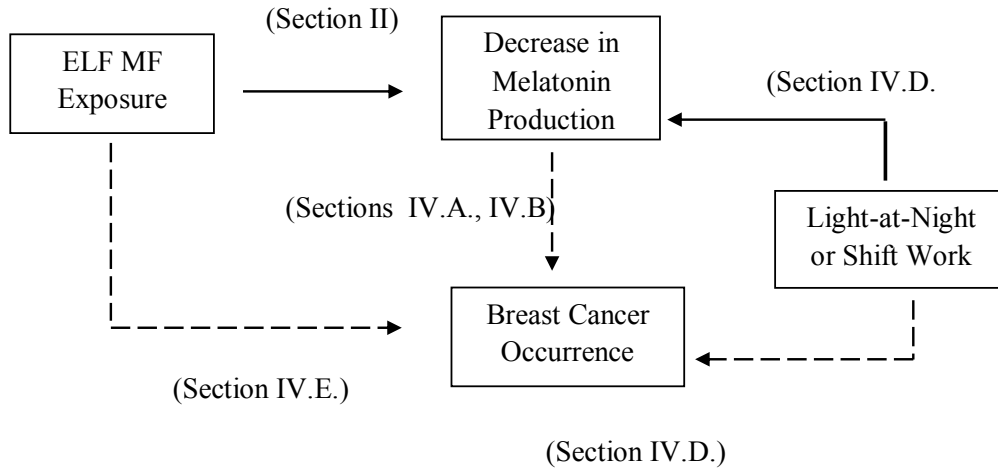 (Section II)
ELF MF
Exposure
Decrease in
Melatonin
Production
(Section IV.D.
(Sections IV.A., IV.B)
Light-at-Night
or Shift Work
Breast Cancer
Occurrence
(Section IV.E.)
(Section IV.D.)